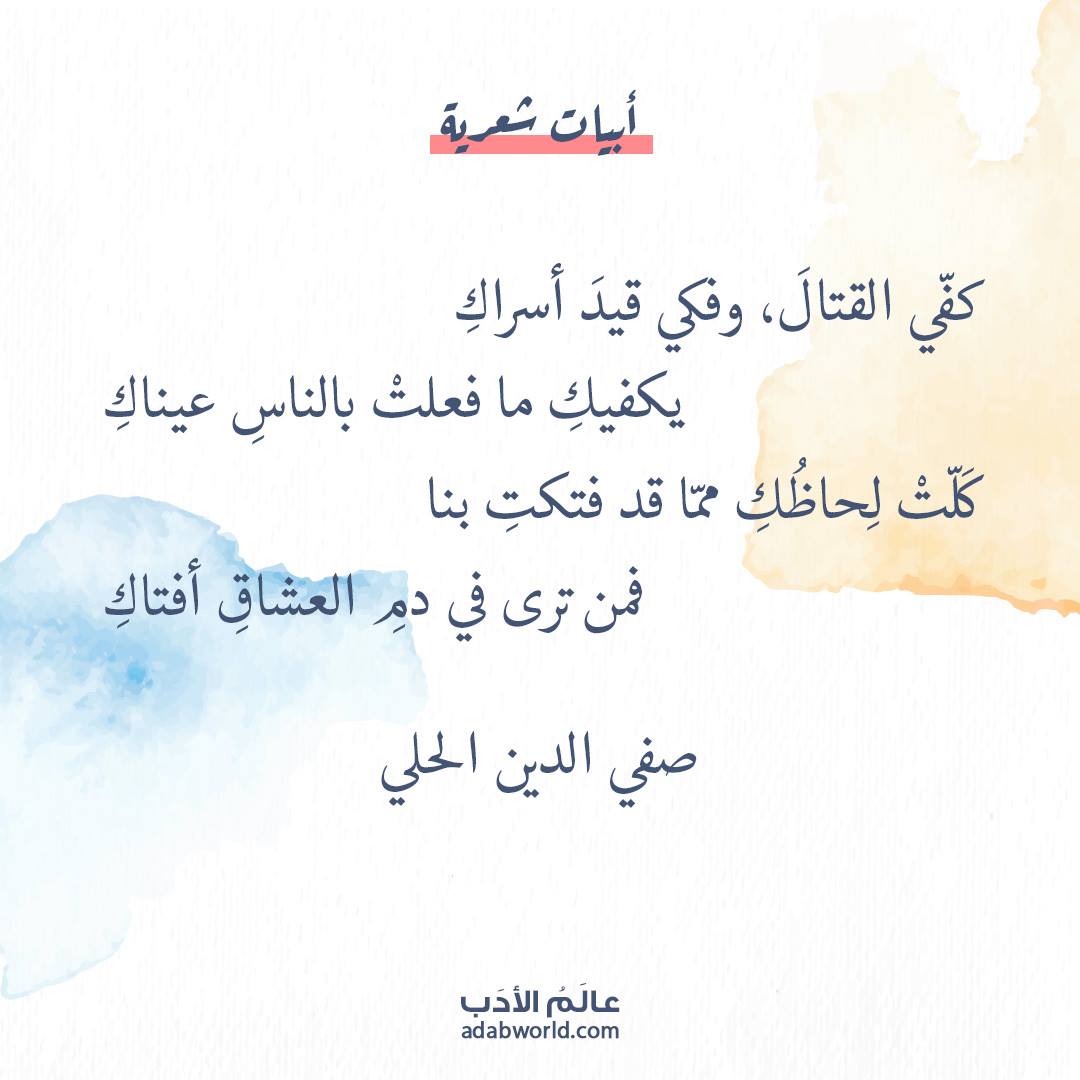 أبيات شعرية
كفّي القتالَ، وفكي قيدَ أسراكِ
يكفيكِ ما فعلتْ بالناسِ عيناكِ
كَلّتْ لِحاظُكِ ممّا قد فتكتِ بنا
فمن ترى في دمِ العشاقِ أفتاكِ
صفي الدين الحلي
عالَمُ الأدَب
adabworld.com